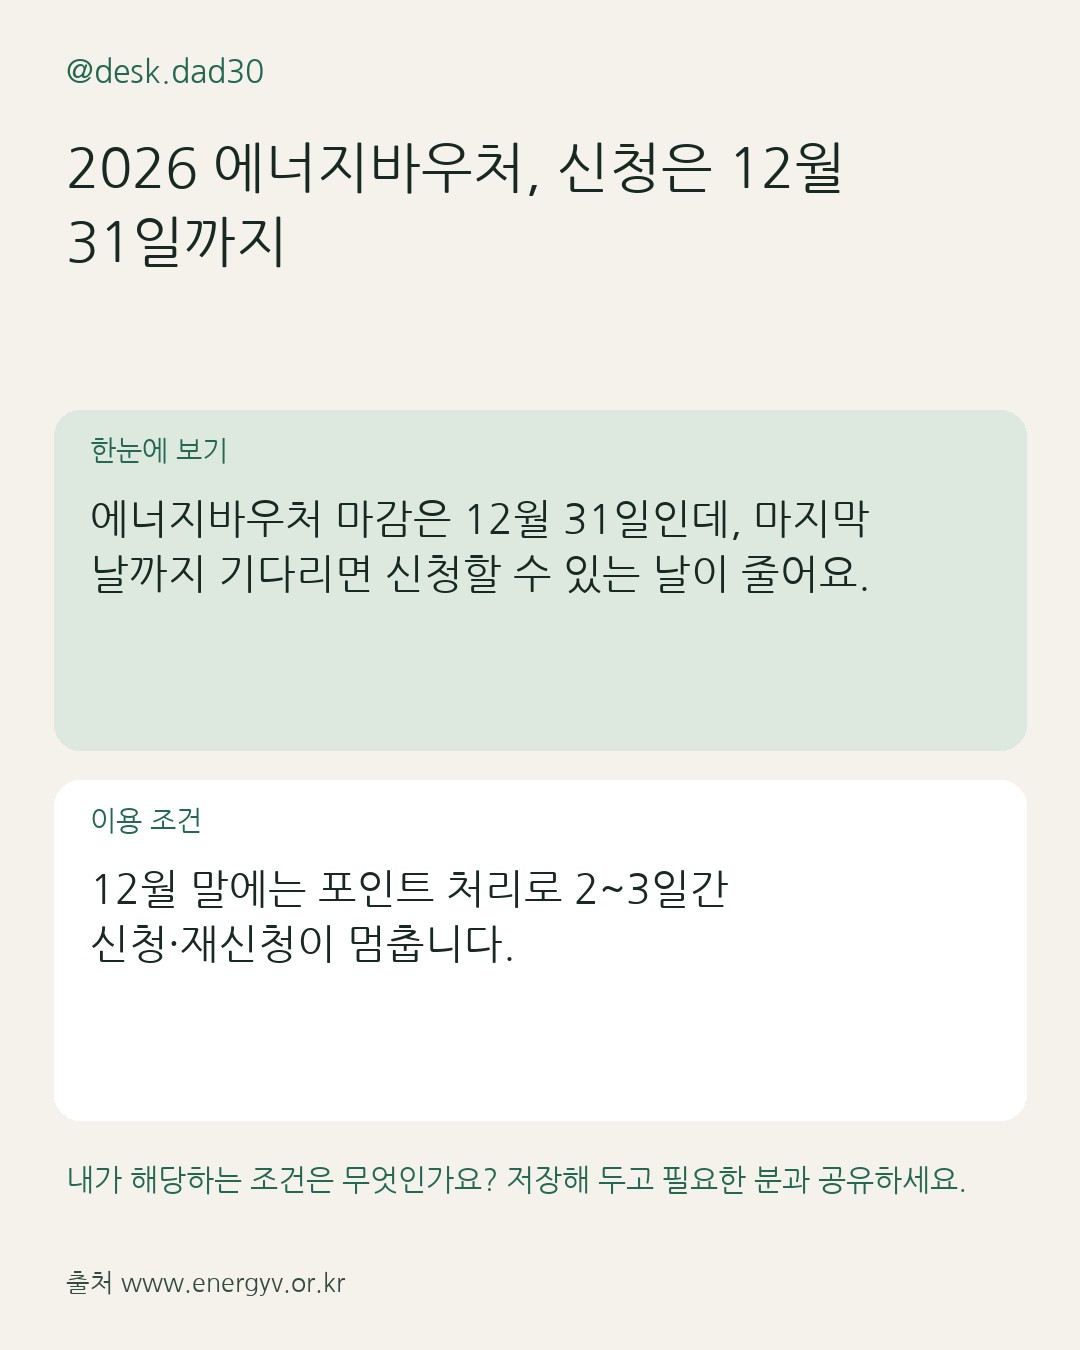 @desk.dad30
2026 에너지바우처, 신청은 12월
31일까지
한눈에 보기
에너지바우처 마감은 12월 31일인데, 마지막
날까지 기다리면 신청할 수 있는 날이 줄어요.
이용 조건
12월 말에는 포인트 처리로 2~3일간
신청·재신청이 멈춥니다.
내가 해당하는 조건은 무엇인가요? 저장해 두고 필요한 분과 공유하세요.
출처 www.energyv.or.kr